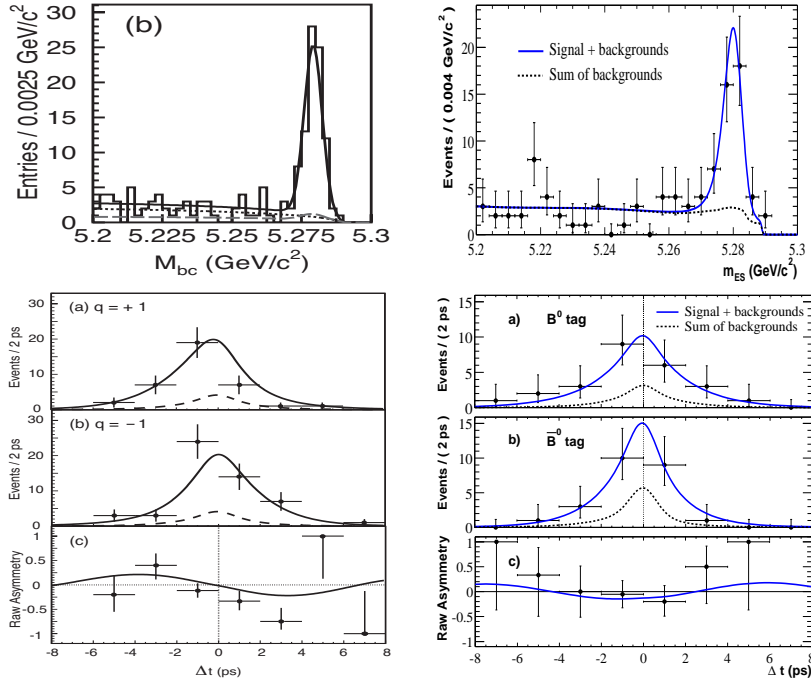 (b)
Entries / 0.0025 GeV/c²
30
25
20
15
10
5
0
5.2 5.225 5.25 5.275 5.3
M_bc (GeV/c²)
Signal + backgrounds
Sum of backgrounds
Events / ( 0.004 GeV/c²
20
15
10
5
0
5.2 5.22 5.24 5.26 5.28 5.3
m_ES (GeV/c²)
(a) q = + 1
Events / 2 ps
30
20
10
0
(b) q = − 1
Events / 2 ps
40
20
0
(c)
Raw Asymmetry
1
0.5
0
-0.5
-1
-8 -6 -4 -2 0 2 4 6 8
Δt (ps)
a) B⁰ tag
Signal + backgrounds
Sum of backgrounds
Events / ( 2 ps)
15
10
5
0
b) B̅⁰ tag
Events / ( 2 ps)
15
10
5
0
c)
Raw Asymmetry
1
0.5
0
-0.5
-1
-8 -6 -4 -2 0 2 4 6 8
Δ t (ps)